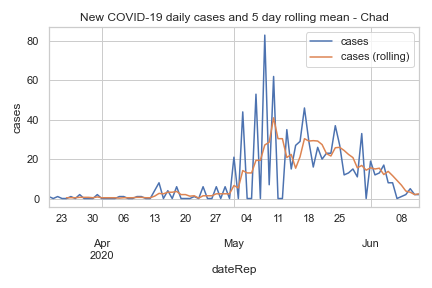 New COVID-19 daily cases and 5 day rolling mean - Chad
cases
cases (rolling)
80
60
40
20
0
cases
23 30 06 13 20 27 04 11 18 25 01 08
Apr May Jun
2020
dateRep